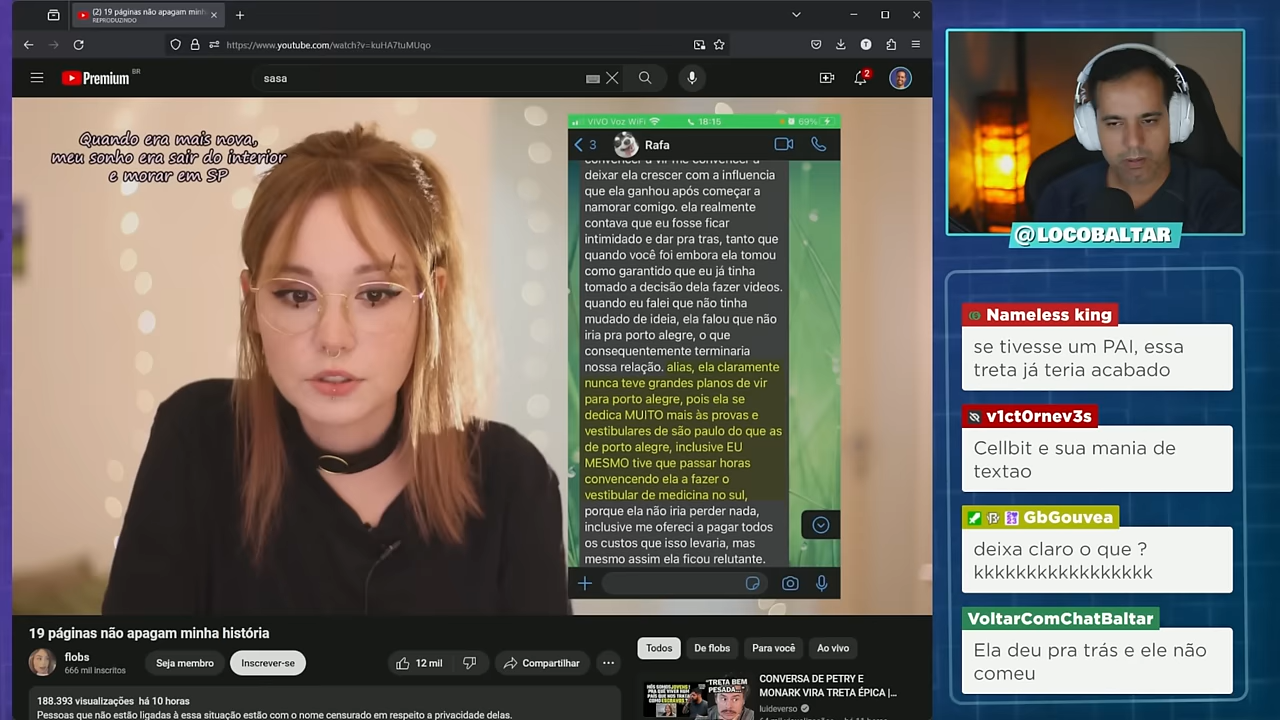 (2) 19 páginas não apagam minh
REPRODUZINDO
https://www.youtube.com/watch?v=kuHA7tuMUqo
Premium BR
sasa
2
Quando era mais nova,
meu sonho era sair do interior
e morar em SP
VIVO Voz WiFi 18:15 69%
3 Rafa
deixar ela crescer com a influencia
que ela ganhou após começar a
namorar comigo. ela realmente
contava que eu fosse ficar
intimidado e dar pra tras, tanto que
quando você foi embora ela tomou
como garantido que eu já tinha
tomado a decisão dela fazer videos.
quando eu falei que não tinha
mudado de ideia, ela falou que não
iria pra porto alegre, o que
consequentemente terminaria
nossa relação. alias, ela claramente
nunca teve grandes planos de vir
para porto alegre, pois ela se
dedica MUITO mais às provas e
vestibulares de são paulo do que as
de porto alegre, inclusive EU
MESMO tive que passar horas
convencendo ela a fazer o
vestibular de medicina no sul,
porque ela não iria perder nada,
inclusive me ofereci a pagar todos
os custos que isso levaria, mas
mesmo assim ela ficou relutante.
19 páginas não apagam minha história
flobs
666 mil inscritos
Seja membro
Inscrever-se
12 mil
Compartilhar
188.393 visualizações há 10 horas
Pessoas que não estão ligadas à essa situação estão com o nome censurado em respeito a privacidade delas.
Todos
De flobs
Para você
Ao vivo
CONVERSA DE PETRY E
MONARK VIRA TRETA ÉPICA |...
luideverso
@LOCOBALTAR
Nameless king
se tivesse um PAI, essa
treta já teria acabado
v1ct0rnev3s
Cellbit e sua mania de
textao
GbGouvea
deixa claro o que ?
kkkkkkkkkkkkkkkkk
VoltarComChatBaltar
Ela deu pra trás e ele não
comeu